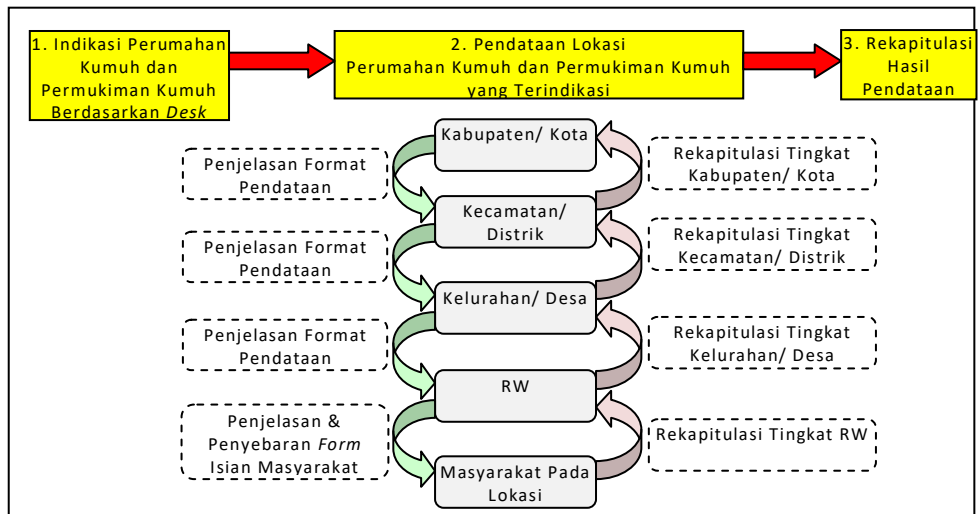 1. Indikasi Perumahan
Kumuh dan
Permukiman Kumuh
Berdasarkan Desk
2. Pendataan Lokasi
Perumahan Kumuh dan Permukiman Kumuh
yang Terindikasi
3. Rekapitulasi
Hasil
Pendataan
Kabupaten/ Kota
Penjelasan Format
Pendataan
Rekapitulasi Tingkat
Kabupaten/ Kota
Kecamatan/
Distrik
Penjelasan Format
Pendataan
Rekapitulasi Tingkat
Kecamatan/ Distrik
Kelurahan/ Desa
Penjelasan Format
Pendataan
Rekapitulasi Tingkat
Kelurahan/ Desa
RW
Penjelasan &
Penyebaran Form
Isian Masyarakat
Rekapitulasi Tingkat RW
Masyarakat Pada
Lokasi